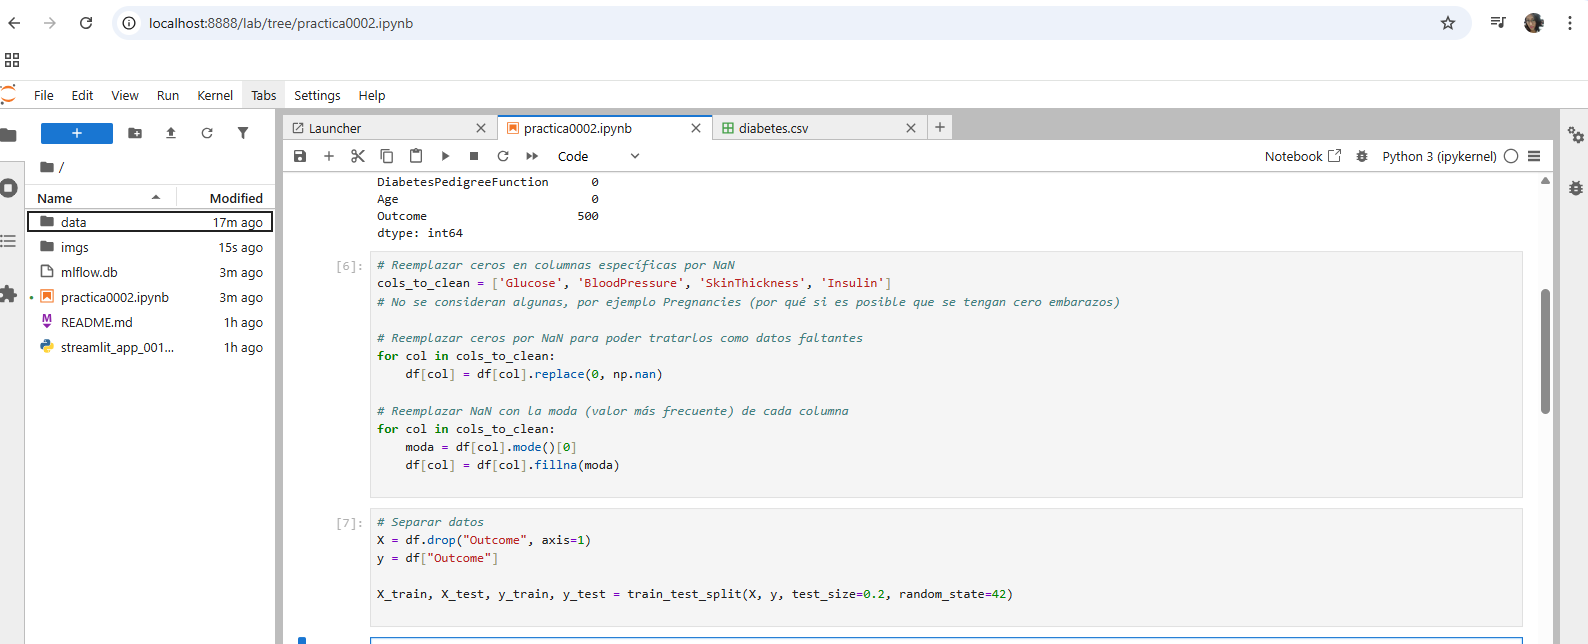 localhost:8888/lab/tree/practica0002.ipynb
File Edit View Run Kernel Tabs Settings Help
+
/
Name Modified
data 17m ago
imgs 15s ago
mlflow.db 3m ago
practica0002.ipynb 3m ago
README.md 1h ago
streamlit_app_001... 1h ago
Launcher practica0002.ipynb diabetes.csv
Code Notebook Python 3 (ipykernel)
DiabetesPedigreeFunction 0
Age 0
Outcome 500
dtype: int64
[6]: # Reemplazar ceros en columnas específicas por NaN
cols_to_clean = ['Glucose', 'BloodPressure', 'SkinThickness', 'Insulin']
# No se consideran algunas, por ejemplo Pregnancies (por qué si es posible que se tengan cero embarazos)
# Reemplazar ceros por NaN para poder tratarlos como datos faltantes
for col in cols_to_clean:
df[col] = df[col].replace(0, np.nan)
# Reemplazar NaN con la moda (valor más frecuente) de cada columna
for col in cols_to_clean:
moda = df[col].mode()[0]
df[col] = df[col].fillna(moda)
[7]: # Separar datos
X = df.drop("Outcome", axis=1)
y = df["Outcome"]
X_train, X_test, y_train, y_test = train_test_split(X, y, test_size=0.2, random_state=42)